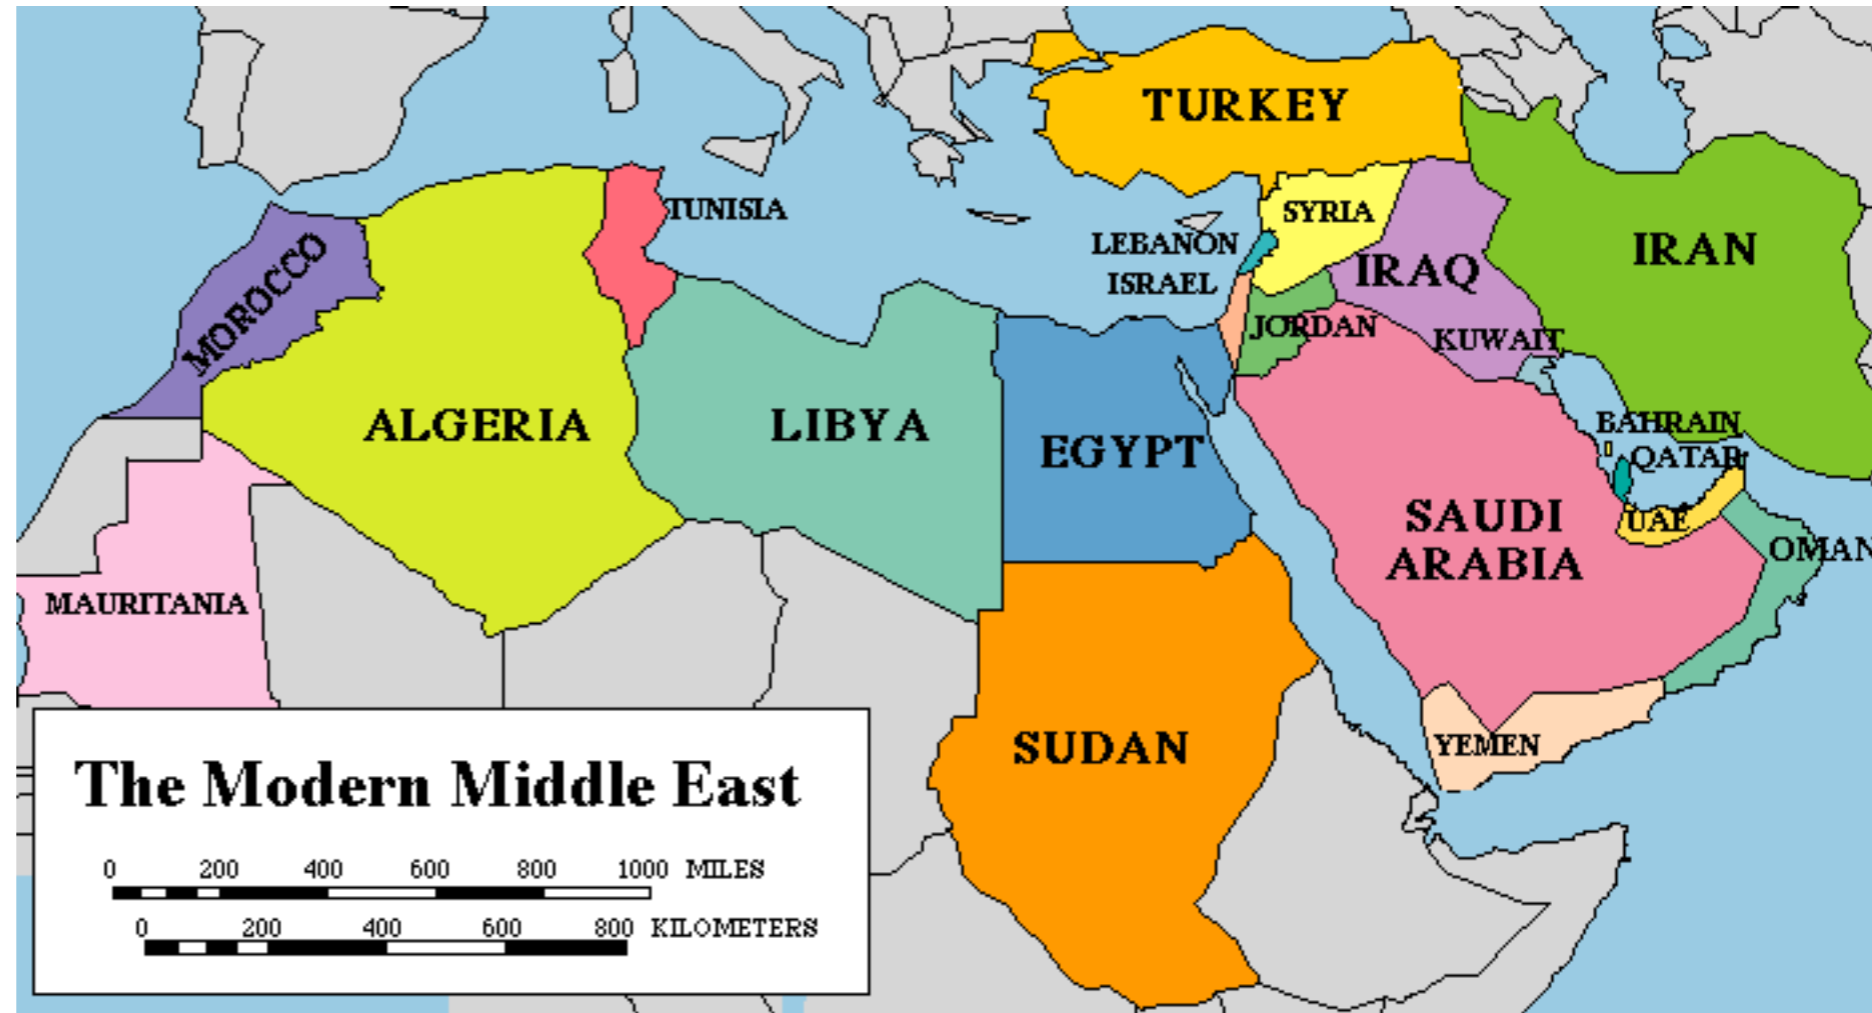 TURKEY
TUNISIA
SYRIA
MOROCCO
LEBANON
IRAN
IRAQ
ISRAEL
JORDAN
KUWAIT
ALGERIA
LIBYA
EGYPT
BAHRAIN
QATAR
SAUDI
ARABIA
UAE
OMAN
MAURITANIA
SUDAN
YEMEN
The Modern Middle East
0 200 400 600 800 1000 MILES
0 200 400 600 800 KILOMETERS